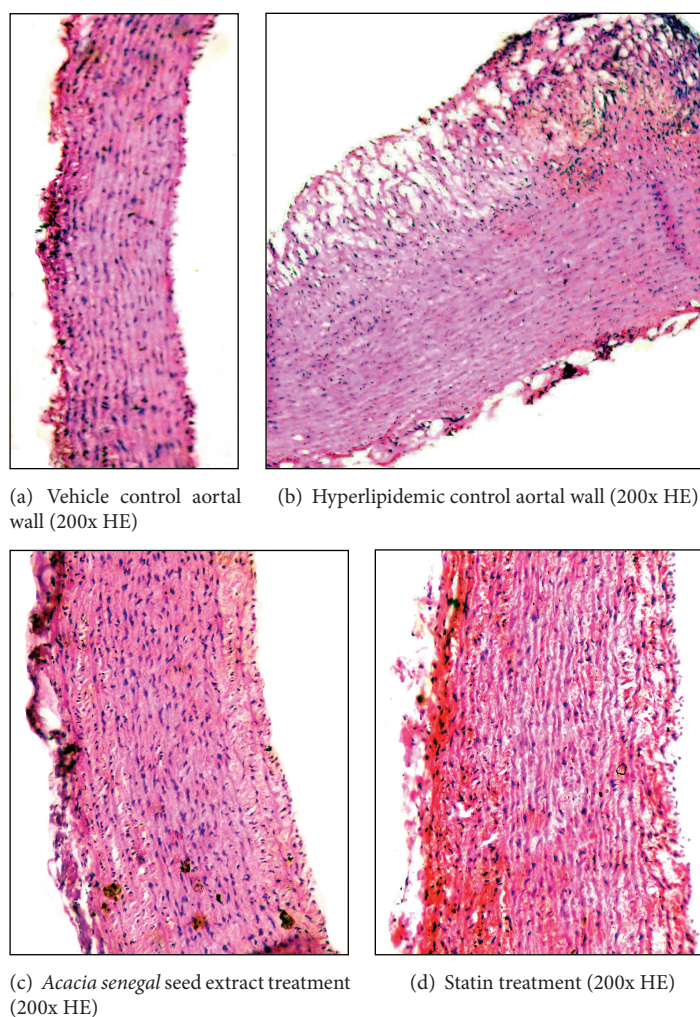 (a) Vehicle control aortal
wall (200x HE)
(b) Hyperlipidemic control aortal wall (200x HE)
(c) Acacia senegal seed extract treatment
(200x HE)
(d) Statin treatment (200x HE)